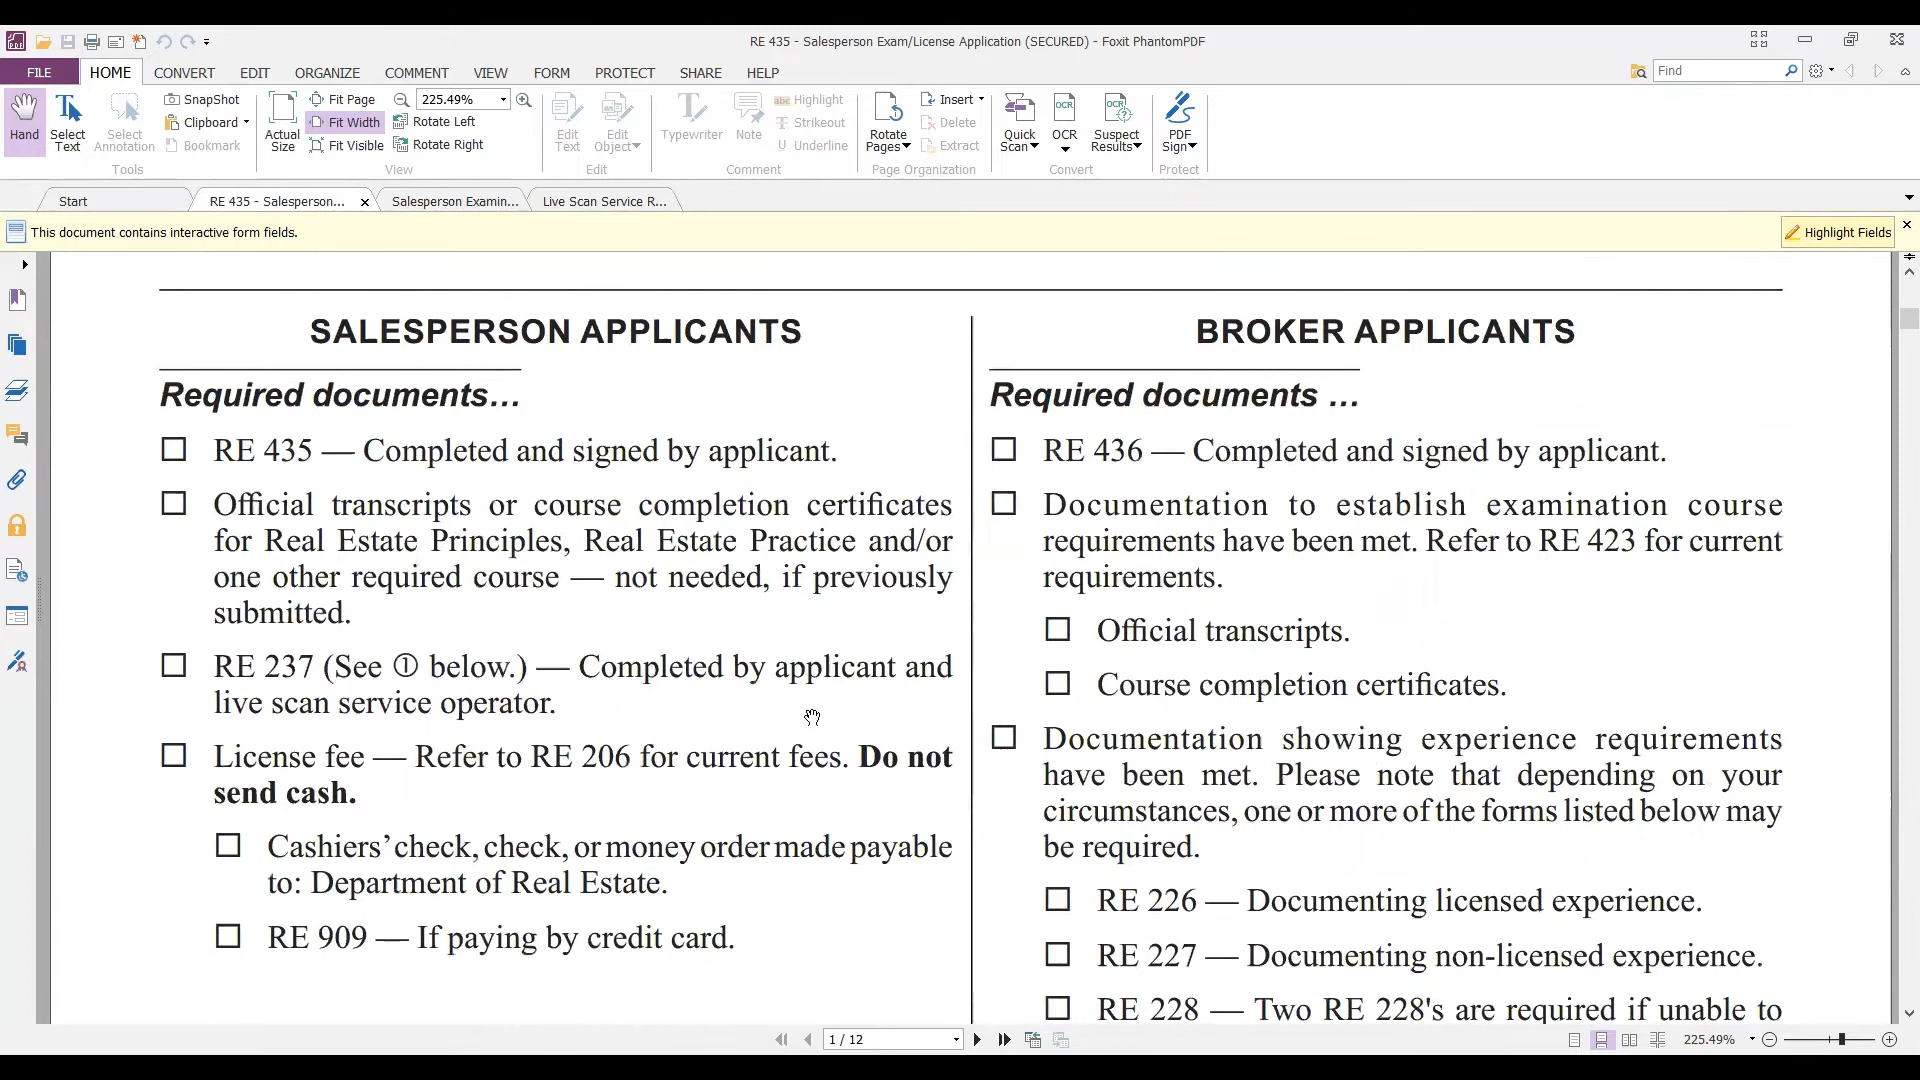 RE 435 - Salesperson Exam/License Application (SECURED) - Foxit PhantomPDF
FILE HOME CONVERT EDIT ORGANIZE COMMENT VIEW FORM PROTECT SHARE HELP
Find
Hand
Select Text
Select Annotation
SnapShot
Clipboard
Bookmark
Tools
Actual Size
Fit Page
Fit Width
Fit Visible
225.49%
Rotate Left
Rotate Right
View
Edit Text
Edit Object
Edit
Typewriter
Note
Highlight
Strikeout
Underline
Comment
Rotate Pages
Insert
Delete
Extract
Page Organization
Quick Scan
OCR
OCR
OCR
Suspect Results
Convert
PDF Sign
Protect
Start
RE 435 - Salesperson...
Salesperson Examin...
Live Scan Service R...
This document contains interactive form fields.
Highlight Fields
SALESPERSON APPLICANTS
Required documents…
RE 435 — Completed and signed by applicant.
Official transcripts or course completion certificates
for Real Estate Principles, Real Estate Practice and/or
one other required course — not needed, if previously
submitted.
RE 237 (See ① below.) — Completed by applicant and
live scan service operator.
License fee — Refer to RE 206 for current fees. Do not
send cash.
Cashiers' check, check, or money order made payable
to: Department of Real Estate.
RE 909 — If paying by credit card.
BROKER APPLICANTS
Required documents …
RE 436 — Completed and signed by applicant.
Documentation to establish examination course
requirements have been met. Refer to RE 423 for current
requirements.
Official transcripts.
Course completion certificates.
Documentation showing experience requirements
have been met. Please note that depending on your
circumstances, one or more of the forms listed below may
be required.
RE 226 — Documenting licensed experience.
RE 227 — Documenting non-licensed experience.
RE 228 — Two RE 228's are required if unable to
1 / 12
225.49%